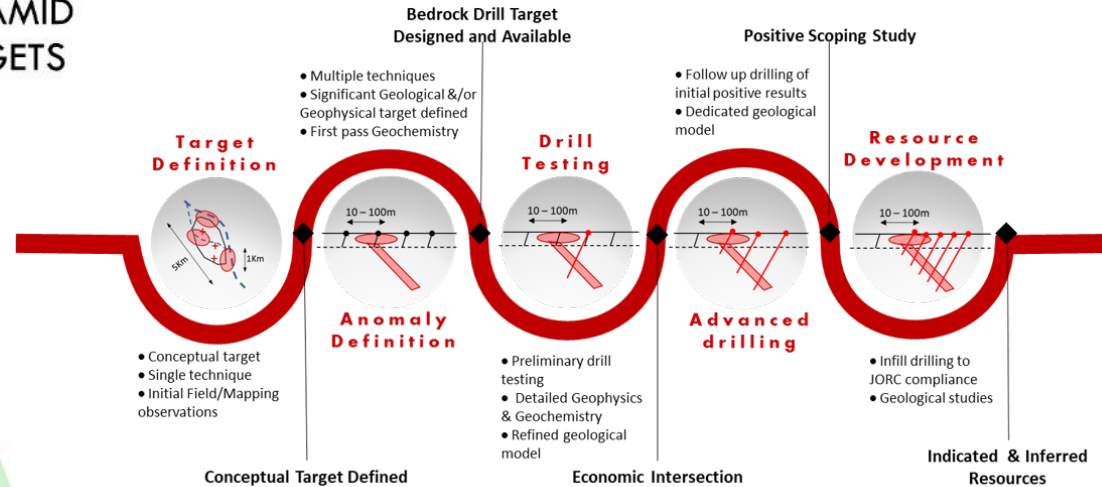 AMID
GETS
Bedrock Drill Target
Designed and Available
Positive Scoping Study
● Multiple techniques
● Significant Geological &/or
Geophysical target defined
● First pass Geochemistry
● Follow up drilling of
initial positive results
● Dedicated geological
model
Target
Definition
Drill
Testing
Resource
Development
5Km
1Km
10 – 100m
10 – 100m
10 – 100m
10 – 100m
Anomaly
Definition
Advanced
drilling
● Conceptual target
● Single technique
● Initial Field/Mapping
observations
● Preliminary drill
testing
● Detailed Geophysics
& Geochemistry
● Refined geological
model
● Infill drilling to
JORC compliance
● Geological studies
Conceptual Target Defined
Economic Intersection
Indicated & Inferred
Resources